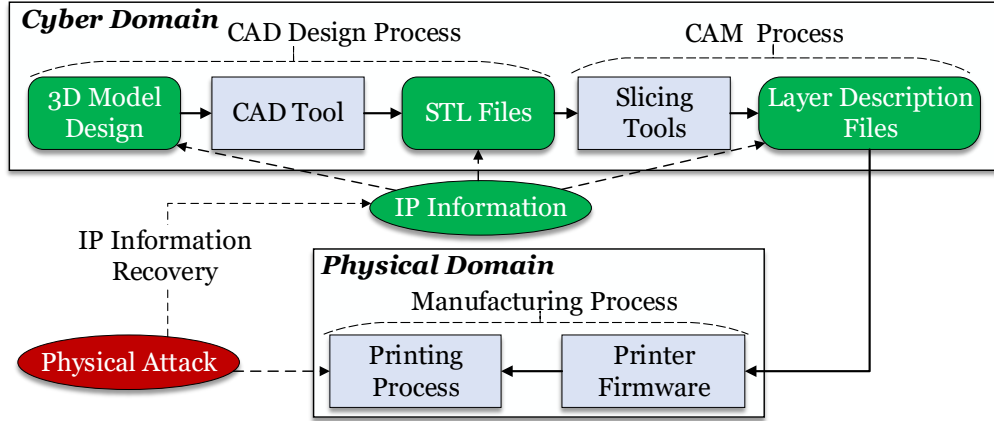 Cyber Domain
CAD Design Process
CAM Process
3D Model
Design
CAD Tool
STL Files
Slicing
Tools
Layer Description
Files
IP Information
IP Information
Recovery
Physical Domain
Manufacturing Process
Physical Attack
Printing
Process
Printer
Firmware